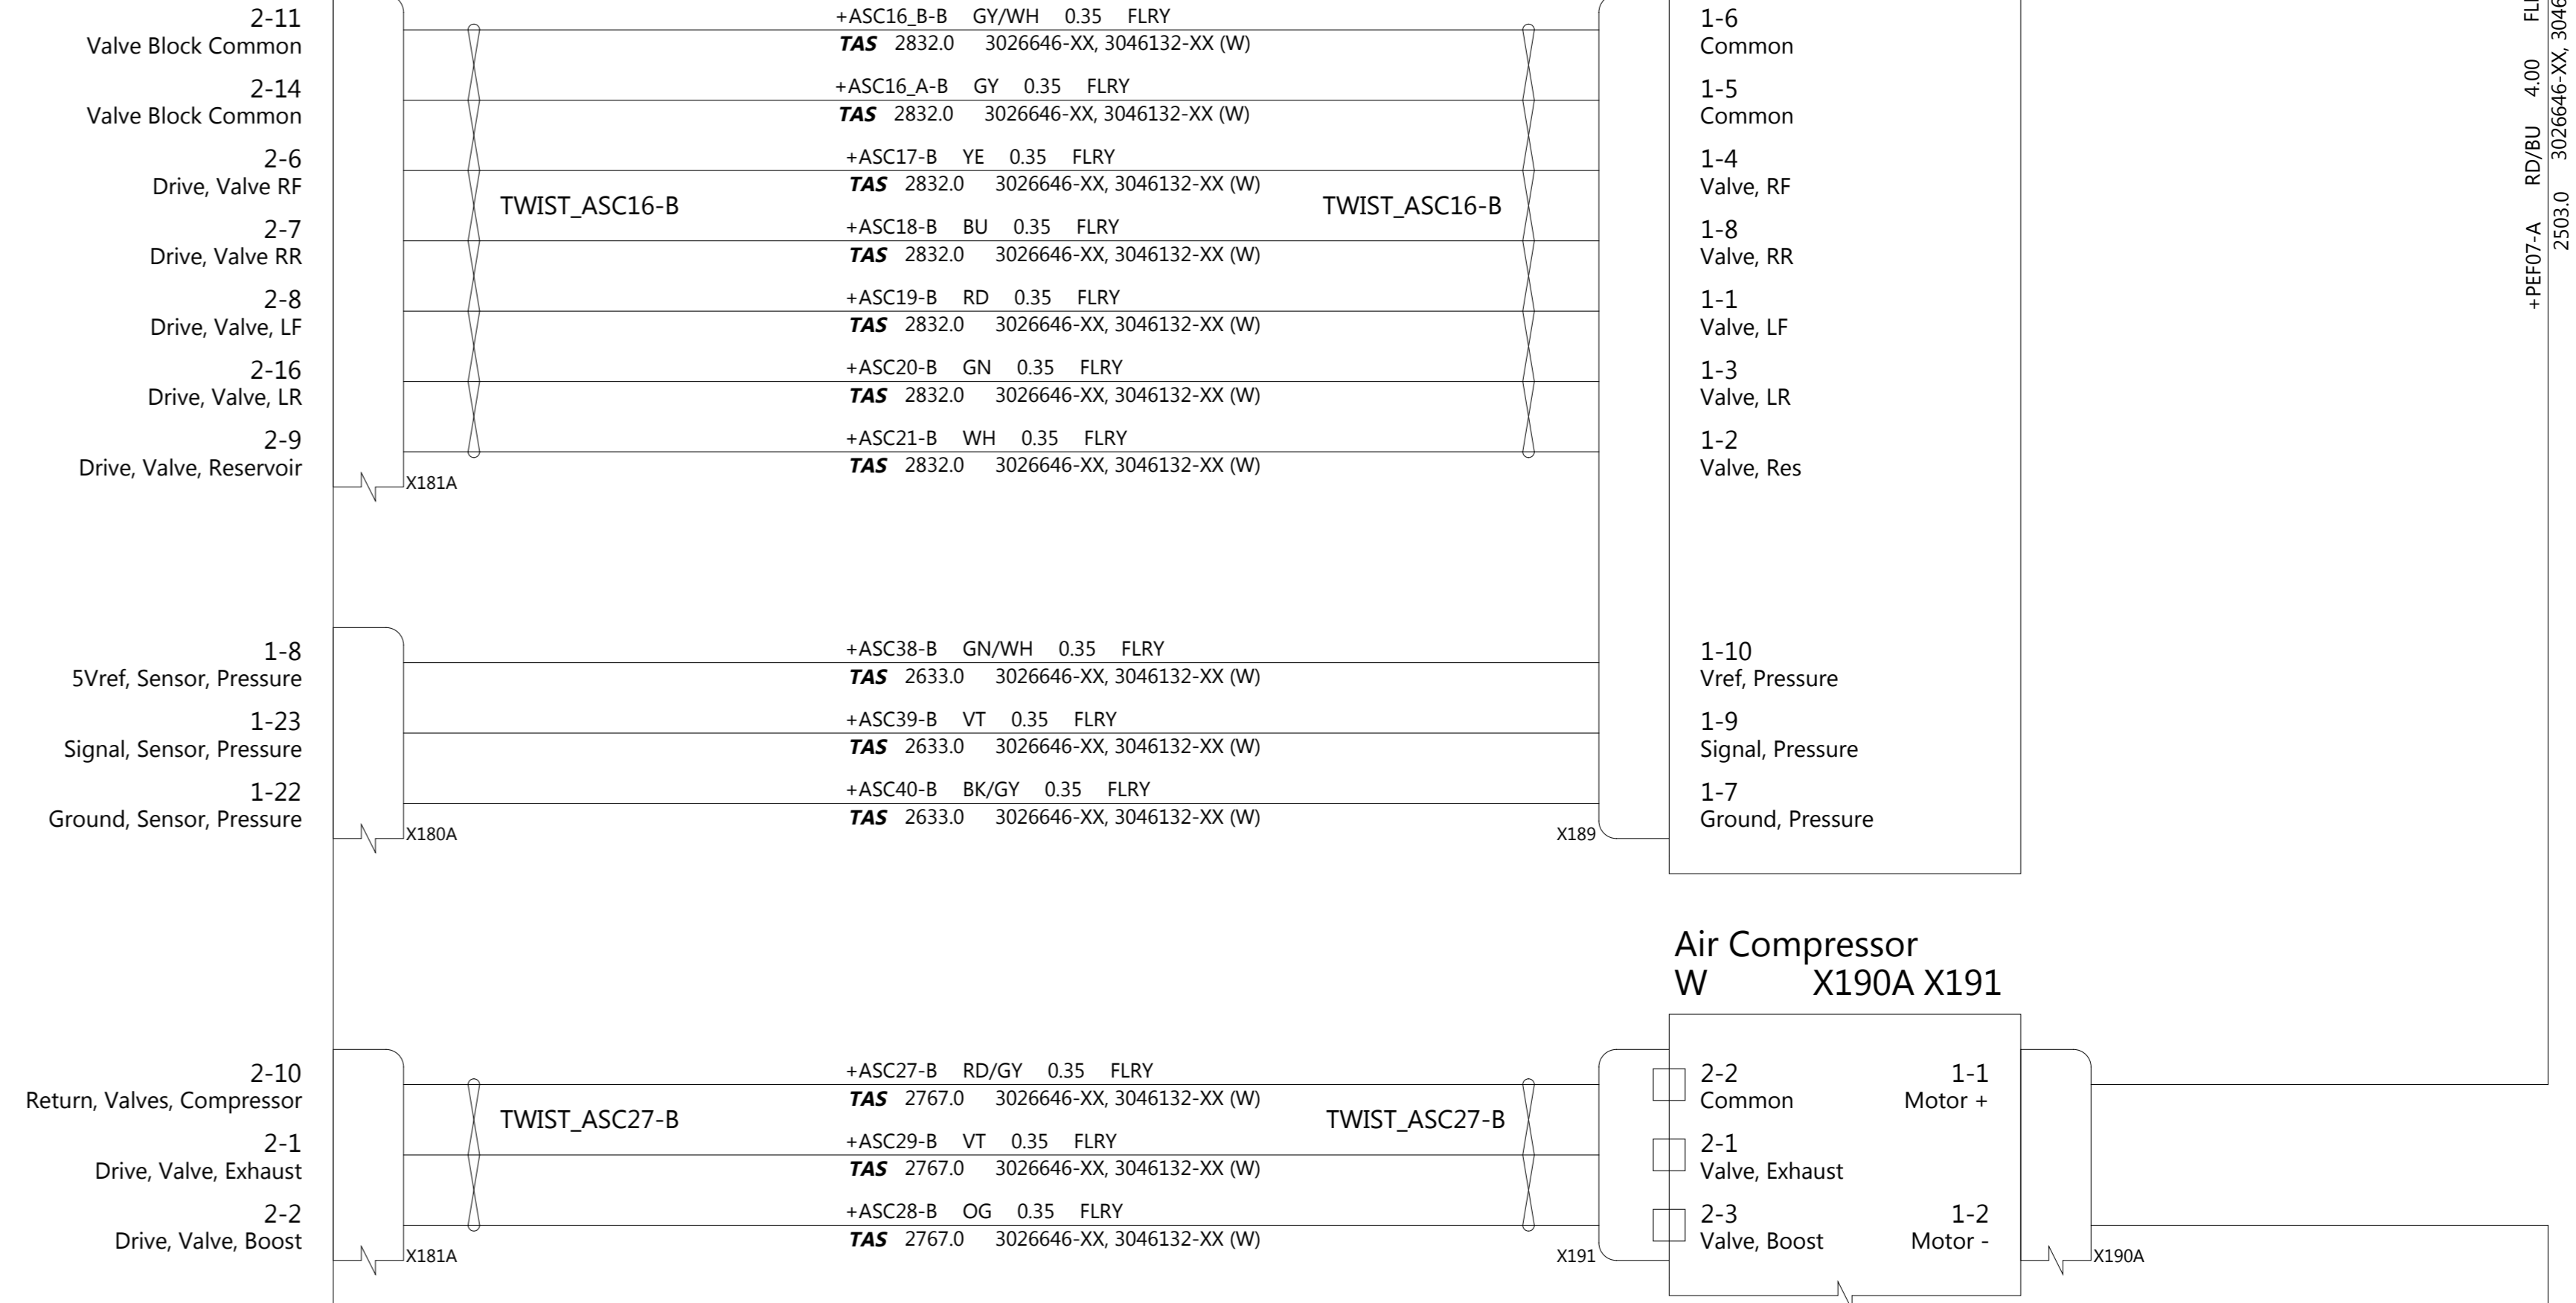 2-11
Valve Block Common
+ASC16_B-B GY/WH 0.35 FLRY
TAS 2832.0 3026646-XX, 3046132-XX (W)
1-6
Common
2-14
Valve Block Common
+ASC16_A-B GY 0.35 FLRY
TAS 2832.0 3026646-XX, 3046132-XX (W)
1-5
Common
2-6
Drive, Valve RF
+ASC17-B YE 0.35 FLRY
TAS 2832.0 3026646-XX, 3046132-XX (W)
1-4
Valve, RF
TWIST_ASC16-B
TWIST_ASC16-B
2-7
Drive, Valve RR
+ASC18-B BU 0.35 FLRY
TAS 2832.0 3026646-XX, 3046132-XX (W)
1-8
Valve, RR
2-8
Drive, Valve, LF
+ASC19-B RD 0.35 FLRY
TAS 2832.0 3026646-XX, 3046132-XX (W)
1-1
Valve, LF
2-16
Drive, Valve, LR
+ASC20-B GN 0.35 FLRY
TAS 2832.0 3026646-XX, 3046132-XX (W)
1-3
Valve, LR
2-9
Drive, Valve, Reservoir
+ASC21-B WH 0.35 FLRY
TAS 2832.0 3026646-XX, 3046132-XX (W)
1-2
Valve, Res
X181A
+PEF07-A RD/BU 4.00
2503.0 3026646-XX,
1-8
5Vref, Sensor, Pressure
+ASC38-B GN/WH 0.35 FLRY
TAS 2633.0 3026646-XX, 3046132-XX (W)
1-10
Vref, Pressure
1-23
Signal, Sensor, Pressure
+ASC39-B VT 0.35 FLRY
TAS 2633.0 3026646-XX, 3046132-XX (W)
1-9
Signal, Pressure
1-22
Ground, Sensor, Pressure
+ASC40-B BK/GY 0.35 FLRY
TAS 2633.0 3026646-XX, 3046132-XX (W)
1-7
Ground, Pressure
X180A
X189
Air Compressor
W X190A X191
2-10
Return, Valves, Compressor
+ASC27-B RD/GY 0.35 FLRY
TAS 2767.0 3026646-XX, 3046132-XX (W)
2-2
Common
1-1
Motor +
TWIST_ASC27-B
TWIST_ASC27-B
2-1
Drive, Valve, Exhaust
+ASC29-B VT 0.35 FLRY
TAS 2767.0 3026646-XX, 3046132-XX (W)
2-1
Valve, Exhaust
2-2
Drive, Valve, Boost
+ASC28-B OG 0.35 FLRY
TAS 2767.0 3026646-XX, 3046132-XX (W)
2-3
Valve, Boost
1-2
Motor -
X181A
X191
X190A